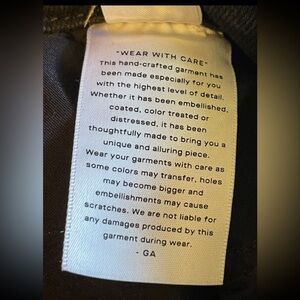 "WEAR WITH CARE"
This hand-crafted garment has
been made especially for you
with the highest level of detail.
Whether it has been embellished,
coated, color treated or
distressed, it has been
thoughtfully made to bring you a
unique and alluring piece.
Wear your garments with care as
some colors may transfer, holes
may become bigger and
embellishments may cause
scratches. We are not liable for
any damages produced by this
garment during wear.
- GA